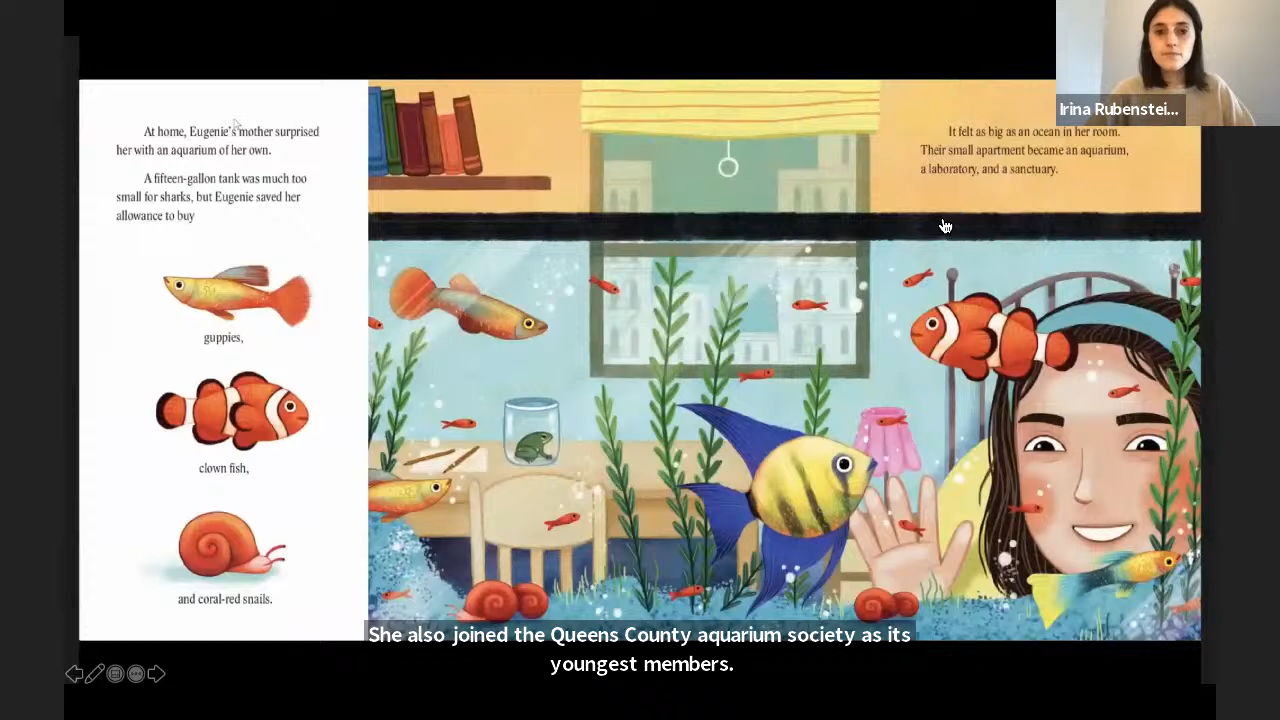 Irina Rubenstei...
At home, Eugenie's mother surprised
her with an aquarium of her own.
A fifteen-gallon tank was much too
small for sharks, but Eugenie saved her
allowance to buy
guppies,
clown fish,
and coral-red snails.
It felt as big as an ocean in her room.
Their small apartment became an aquarium,
a laboratory, and a sanctuary.
She also joined the Queens County aquarium society as its
youngest members.